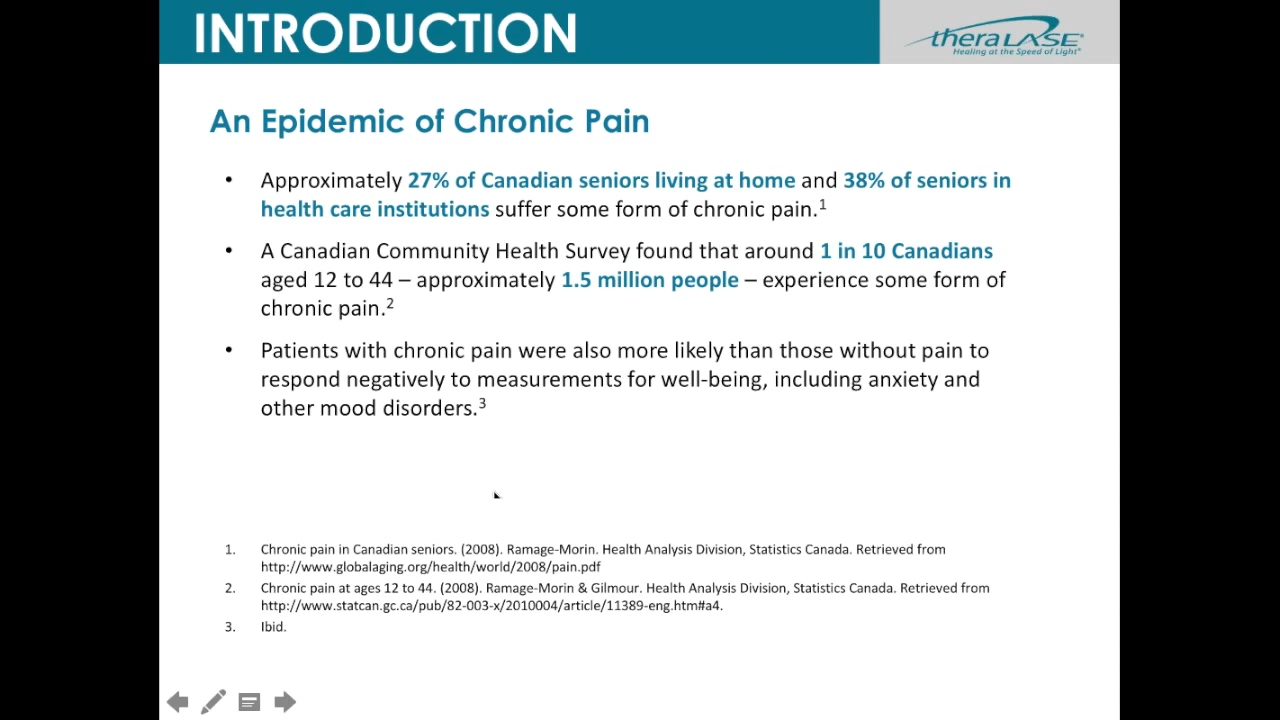 INTRODUCTION
theraLASE®
Healing at the Speed of Light®
An Epidemic of Chronic Pain
• Approximately 27% of Canadian seniors living at home and 38% of seniors in
health care institutions suffer some form of chronic pain.1
• A Canadian Community Health Survey found that around 1 in 10 Canadians
aged 12 to 44 – approximately 1.5 million people – experience some form of
chronic pain.2
• Patients with chronic pain were also more likely than those without pain to
respond negatively to measurements for well-being, including anxiety and
other mood disorders.3
1. Chronic pain in Canadian seniors. (2008). Ramage-Morin. Health Analysis Division, Statistics Canada. Retrieved from
http://www.globalaging.org/health/world/2008/pain.pdf
2. Chronic pain at ages 12 to 44. (2008). Ramage-Morin & Gilmour. Health Analysis Division, Statistics Canada. Retrieved from
http://www.statcan.gc.ca/pub/82-003-x/2010004/article/11389-eng.htm#a4.
3. Ibid.